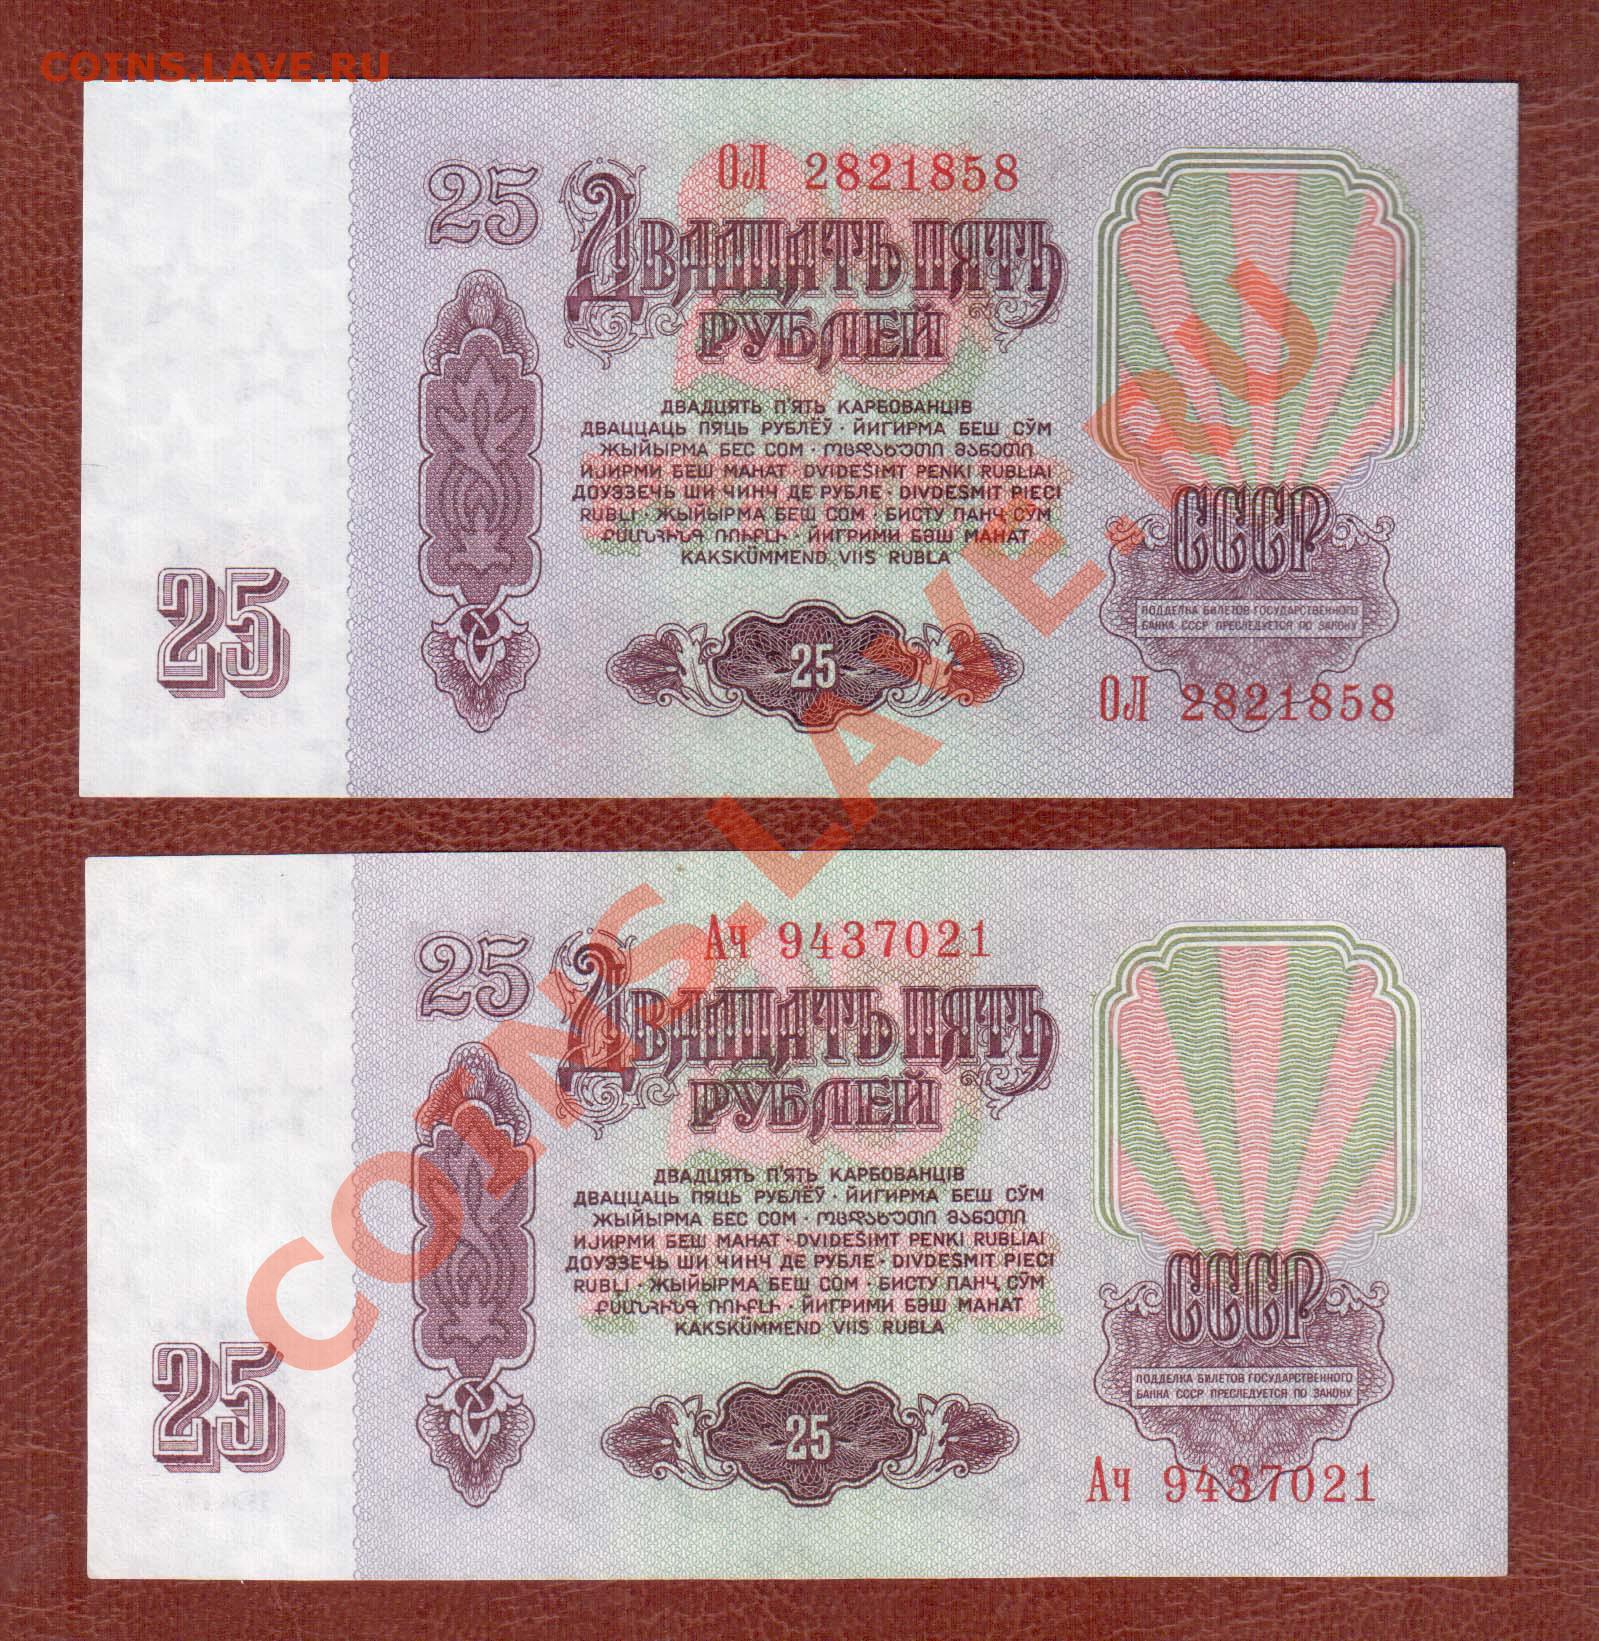 COINS.LAVE.RU
ОЛ 2821858
25
ДВАДЦАТЬ ПЯТЬ
РУБЛЕЙ
ДВАДЦЯТЬ П'ЯТЬ КАРБОВАНЦІВ
ДВАЦЦАЦЬ ПЯЦЬ РУБЛЁЎ · ЙИГИРМА БЕШ СЎМ
ЖЫЙЫРМА БЕС СОМ · ოცდახუთი მანეთი
ИЈИРМИ БЕШ МАНАТ · DVIDEŠIMT PENKI RUBLIAI
ДОУЭЗЕЧЬ ШИ ЧИНЧ ДЕ РУБЛЕ · DIVDESMIT PIECI
RUBĻI · ЖЫЙЫРМА БЕШ СОМ · БИСТУ ПАНҶ СЎМ
ՔՍԱՆՀԻՆԳ ՌՈՒԲԼԻ · ЙИГРИМИ БӘШ МАНАТ
KAKSKÜMMEND VIIS RUBLA
СССР
ПОДДЕЛКА БИЛЕТОВ ГОСУДАРСТВЕННОГО
БАНКА СССР ПРЕСЛЕДУЕТСЯ ПО ЗАКОНУ
25
25
ОЛ 2821858
COINS.LAVE.RU
Ач 9437021
25
ДВАДЦАТЬ ПЯТЬ
РУБЛЕЙ
ДВАДЦЯТЬ П'ЯТЬ КАРБОВАНЦІВ
ДВАЦЦАЦЬ ПЯЦЬ РУБЛЁЎ · ЙИГИРМА БЕШ СЎМ
ЖЫЙЫРМА БЕС СОМ · ოცდახუთი მანეთი
ИЈИРМИ БЕШ МАНАТ · DVIDEŠIMT PENKI RUBLIAI
ДОУЭЗЕЧЬ ШИ ЧИНЧ ДЕ РУБЛЕ · DIVDESMIT PIECI
RUBĻI · ЖЫЙЫРМА БЕШ СОМ · БИСТУ ПАНҶ СЎМ
ՔՍԱՆՀԻՆԳ ՌՈՒԲԼԻ · ЙИГРИМИ БӘШ МАНАТ
KAKSKÜMMEND VIIS RUBLA
СССР
ПОДДЕЛКА БИЛЕТОВ ГОСУДАРСТВЕННОГО
БАНКА СССР ПРЕСЛЕДУЕТСЯ ПО ЗАКОНУ
25
25
Ач 9437021